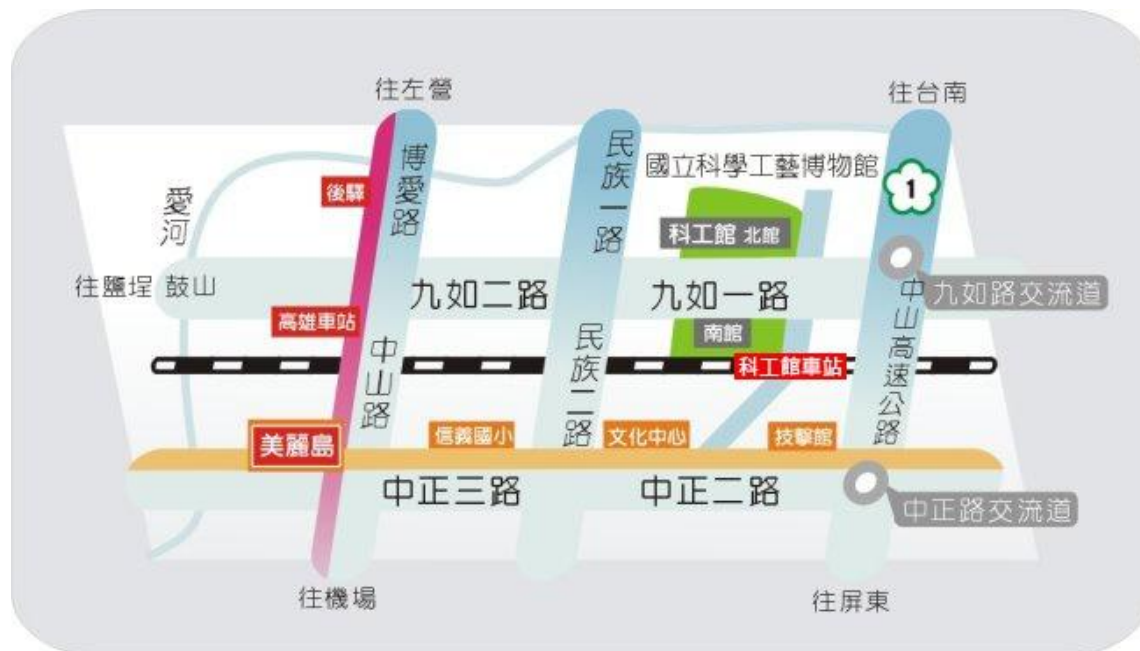 往左營
往台南
博愛路
民族一路
國立科學工藝博物館
1
後驛
愛河
科工館 北館
往鹽埕 鼓山
九如二路
九如一路
九如路交流道
高雄車站
南館
中山路
民族二路
中山高速公路
科工館車站
美麗島
信義國小
文化中心
技擊館
中正三路
中正二路
中正路交流道
往機場
往屏東